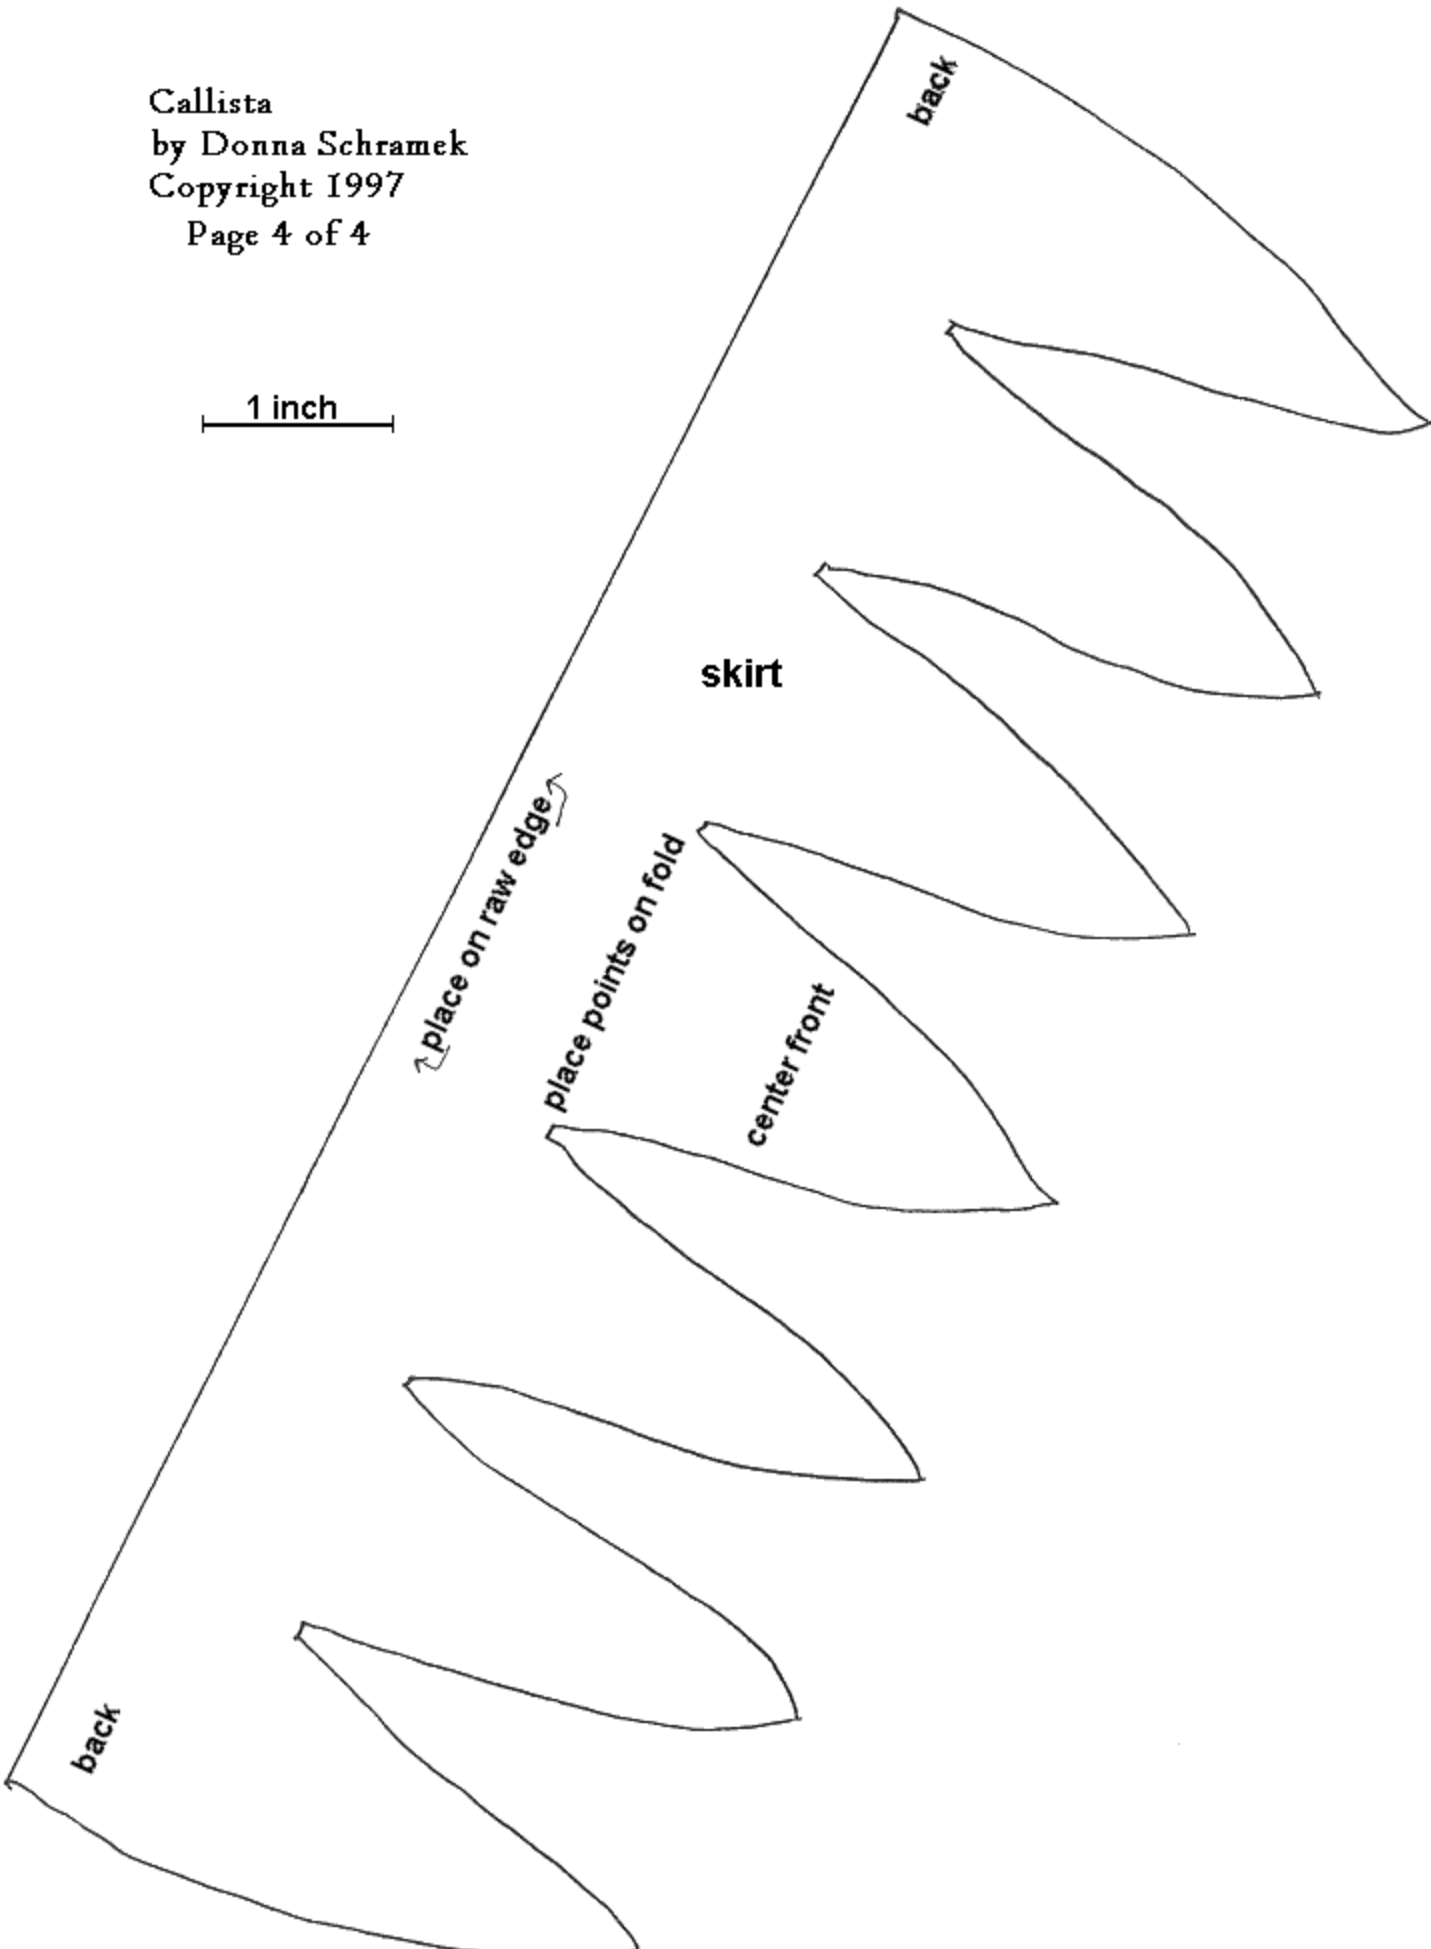 Callista
by Donna Schramek
Copyright 1997
Page 4 of 4
back
1 inch
skirt
place on raw edge
place points on fold
center front
back